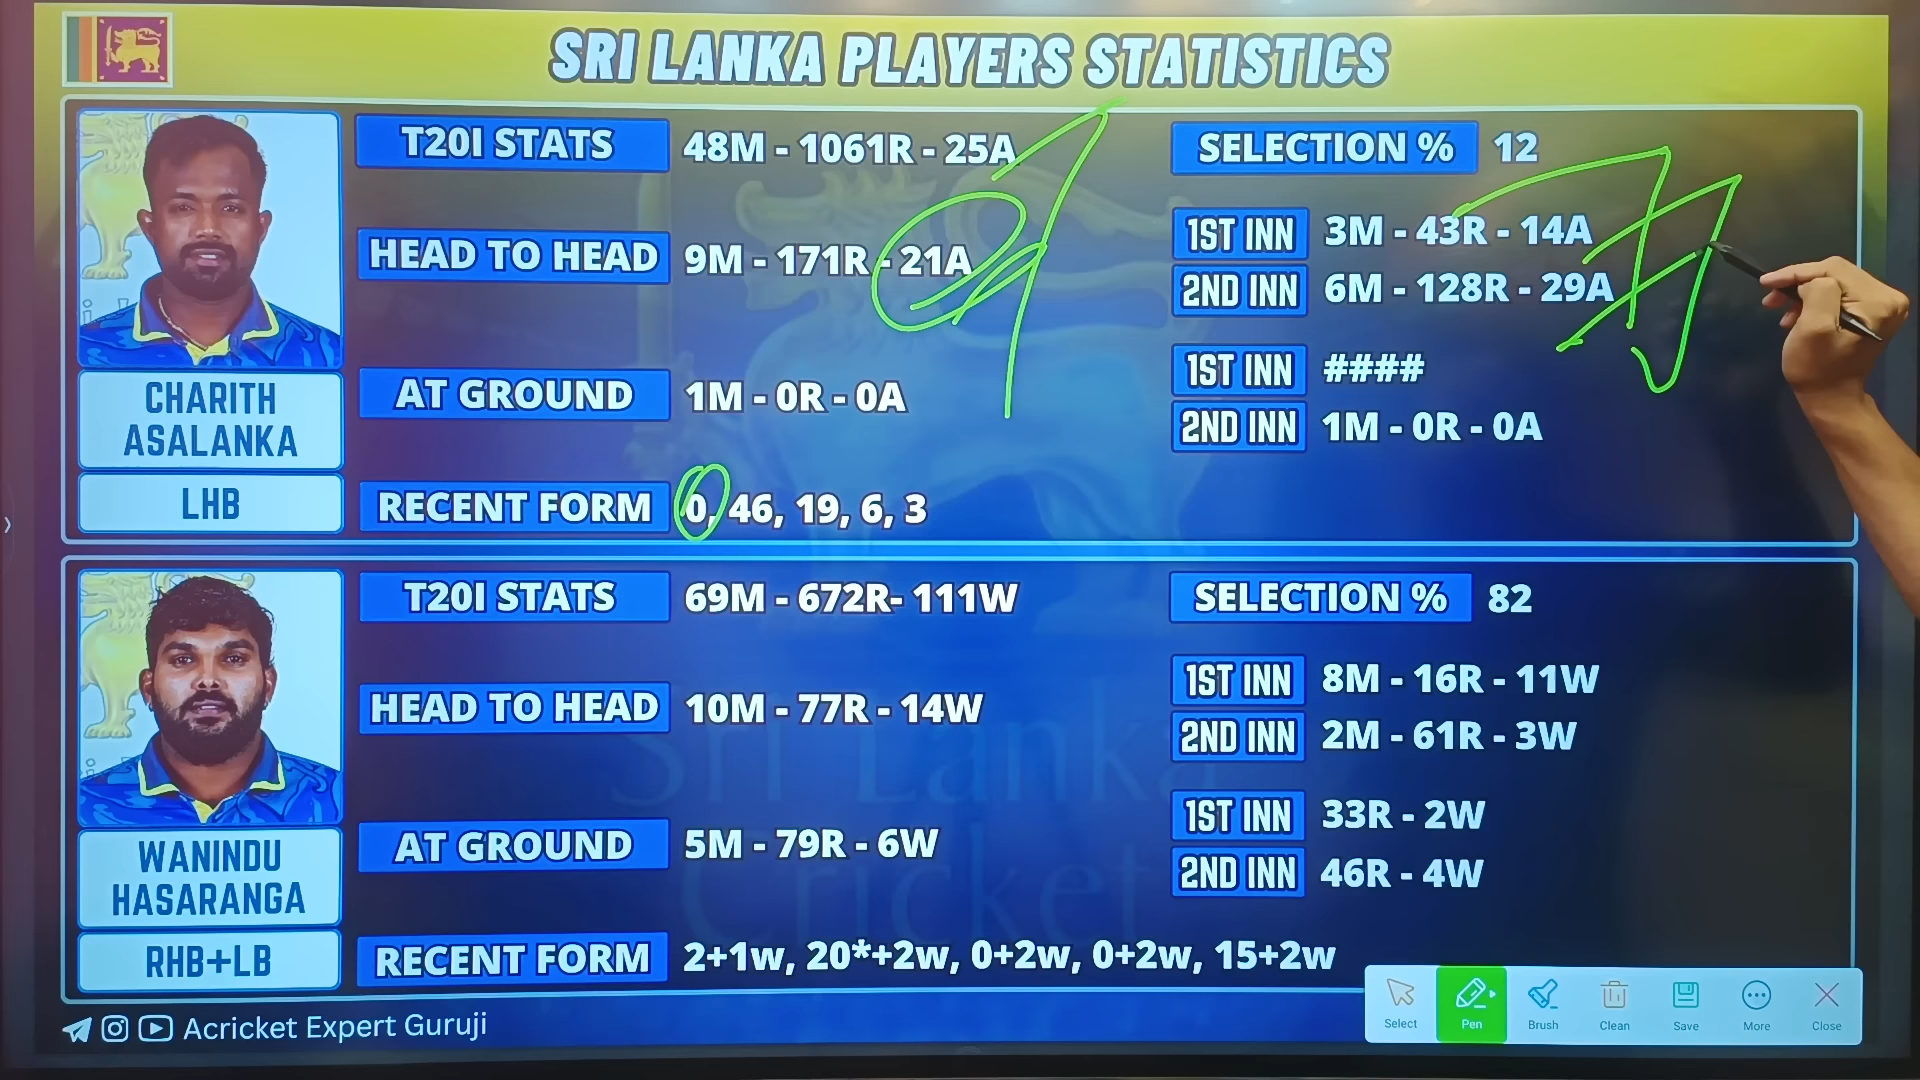 SRI LANKA PLAYERS STATISTICS
CHARITH
ASALANKA
LHB
T20I STATS 48M - 1061R - 25A
HEAD TO HEAD 9M - 171R - 21A
AT GROUND 1M - 0R - 0A
RECENT FORM 0, 46, 19, 6, 3
SELECTION % 12
1ST INN 3M - 43R - 14A
2ND INN 6M - 128R - 29A
1ST INN ####
2ND INN 1M - 0R - 0A
WANINDU
HASARANGA
RHB+LB
T20I STATS 69M - 672R- 111W
HEAD TO HEAD 10M - 77R - 14W
AT GROUND 5M - 79R - 6W
RECENT FORM 2+1w, 20*+2w, 0+2w, 0+2w, 15+2w
SELECTION % 82
1ST INN 8M - 16R - 11W
2ND INN 2M - 61R - 3W
1ST INN 33R - 2W
2ND INN 46R - 4W
Sri Lanka
Cricket
Acricket Expert Guruji
Select Pen Brush Clean Save More Close